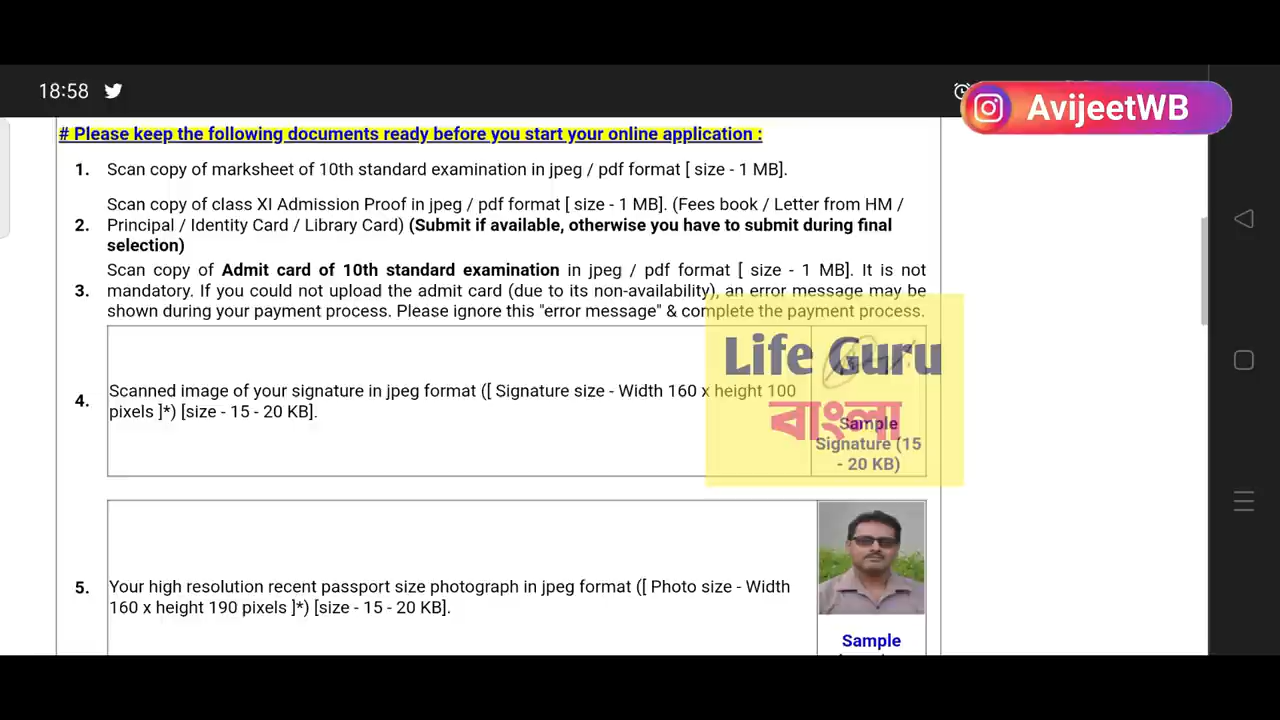 18:58
AvijeetWB
# Please keep the following documents ready before you start your online application :
1. Scan copy of marksheet of 10th standard examination in jpeg / pdf format [ size - 1 MB].
Scan copy of class XI Admission Proof in jpeg / pdf format [ size - 1 MB]. (Fees book / Letter from HM /
2. Principal / Identity Card / Library Card) (Submit if available, otherwise you have to submit during final
selection)
Scan copy of Admit card of 10th standard examination in jpeg / pdf format [ size - 1 MB]. It is not
3. mandatory. If you could not upload the admit card (due to its non-availability), an error message may be
shown during your payment process. Please ignore this "error message" & complete the payment process.
Life Guru
বাংলা
4. Scanned image of your signature in jpeg format ([ Signature size - Width 160 x height 100
pixels ]*) [size - 15 - 20 KB].
Sample
Signature (15
- 20 KB)
5. Your high resolution recent passport size photograph in jpeg format ([ Photo size - Width
160 x height 190 pixels ]*) [size - 15 - 20 KB].
Sample